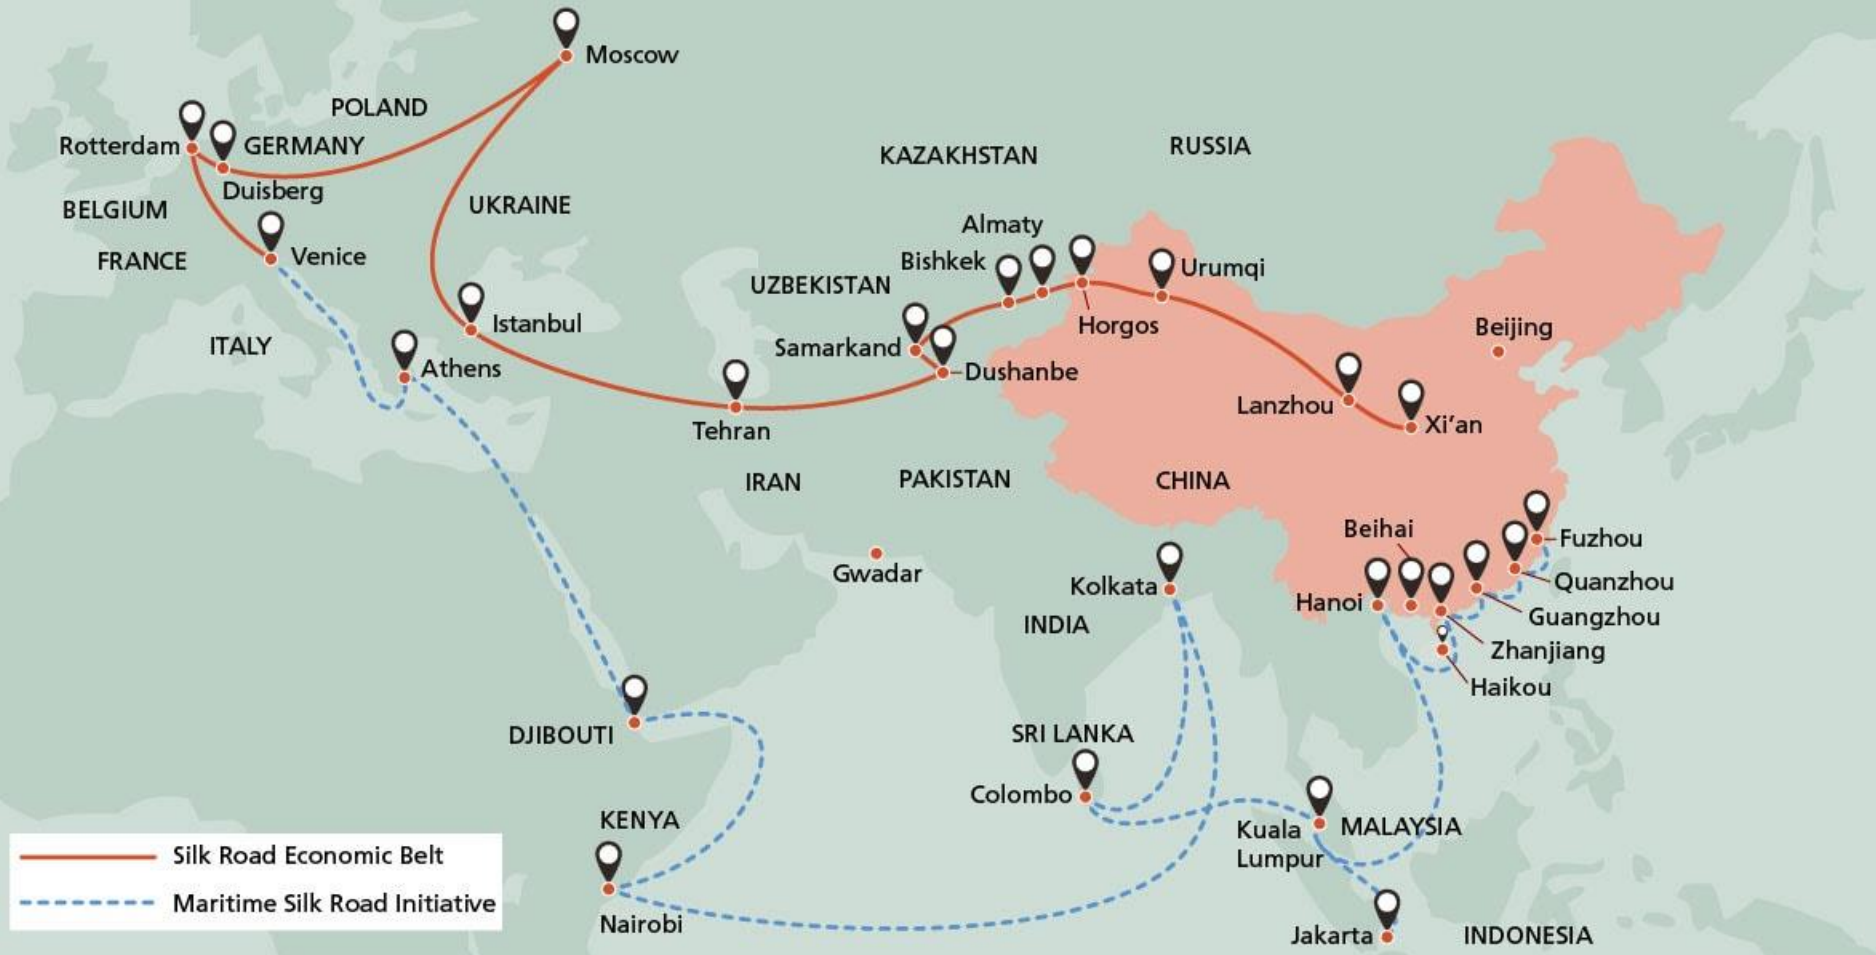 Moscow
POLAND
Rotterdam
GERMANY
RUSSIA
KAZAKHSTAN
Duisberg
UKRAINE
BELGIUM
Almaty
Venice
FRANCE
Bishkek
Urumqi
UZBEKISTAN
Istanbul
Horgos
Beijing
ITALY
Samarkand
Athens
Dushanbe
Lanzhou
Xi'an
Tehran
IRAN
PAKISTAN
CHINA
Beihai
Fuzhou
Gwadar
Quanzhou
Kolkata
Hanoi
Guangzhou
INDIA
Zhanjiang
Haikou
DJIBOUTI
SRI LANKA
Colombo
KENYA
Kuala
Lumpur
MALAYSIA
Silk Road Economic Belt
Maritime Silk Road Initiative
Nairobi
Jakarta
INDONESIA